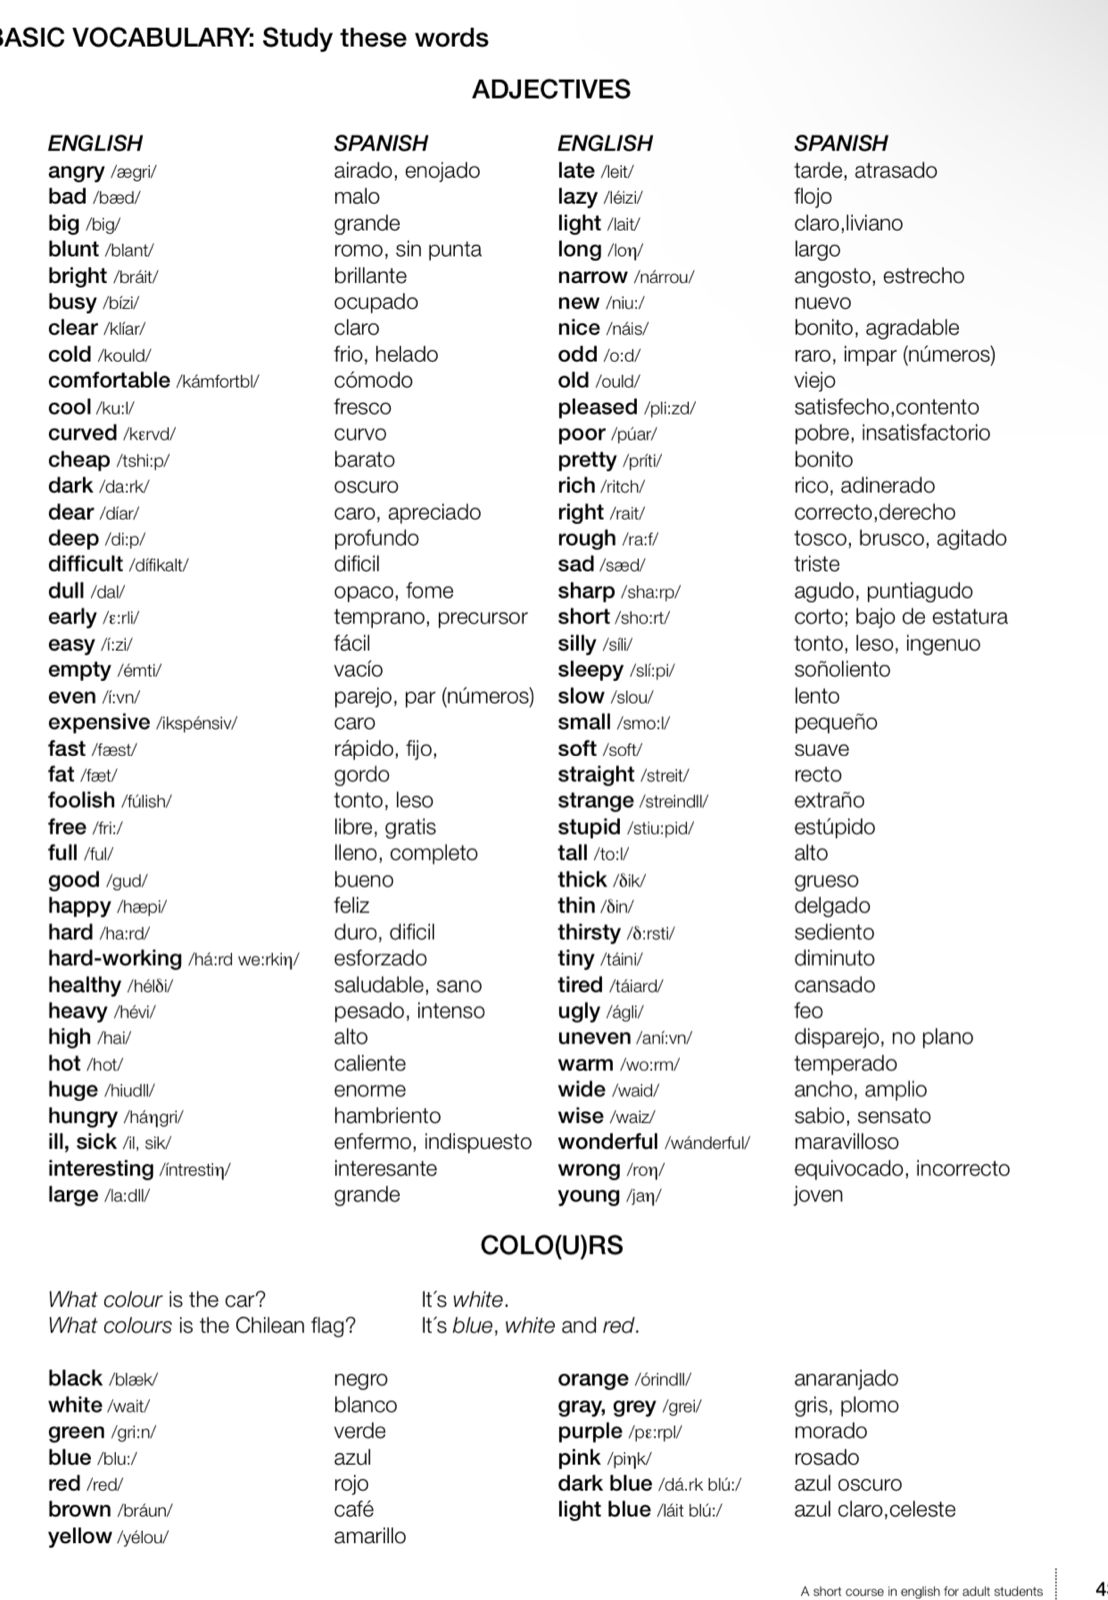 BASIC VOCABULARY: Study these words
ADJECTIVES
ENGLISH SPANISH ENGLISH SPANISH
angry /ægri/ airado, enojado late /leit/ tarde, atrasado
bad /bæd/ malo lazy /léizi/ flojo
big /big/ grande light /lait/ claro,liviano
blunt /blant/ romo, sin punta long /loŋ/ largo
bright /bráit/ brillante narrow /nárrou/ angosto, estrecho
busy /bízi/ ocupado new /niu:/ nuevo
clear /klíar/ claro nice /náis/ bonito, agradable
cold /kould/ frio, helado odd /o:d/ raro, impar (números)
comfortable /kámfortbl/ cómodo old /ould/ viejo
cool /ku:l/ fresco pleased /pli:zd/ satisfecho,contento
curved /kɛrvd/ curvo poor /púar/ pobre, insatisfactorio
cheap /tshi:p/ barato pretty /príti/ bonito
dark /da:rk/ oscuro rich /ritch/ rico, adinerado
dear /díar/ caro, apreciado right /rait/ correcto,derecho
deep /di:p/ profundo rough /ra:f/ tosco, brusco, agitado
difficult /dífikalt/ dificil sad /sæd/ triste
dull /dal/ opaco, fome sharp /sha:rp/ agudo, puntiagudo
early /ɛ:rli/ temprano, precursor short /sho:rt/ corto; bajo de estatura
easy /í:zi/ fácil silly /síli/ tonto, leso, ingenuo
empty /émti/ vacío sleepy /slí:pi/ soñoliento
even /í:vn/ parejo, par (números) slow /slou/ lento
expensive /ikspénsiv/ caro small /smo:l/ pequeño
fast /fæst/ rápido, fijo, soft /soft/ suave
fat /fæt/ gordo straight /streit/ recto
foolish /fúlish/ tonto, leso strange /streindll/ extraño
free /fri:/ libre, gratis stupid /stiu:pid/ estúpido
full /ful/ lleno, completo tall /to:l/ alto
good /gud/ bueno thick /δik/ grueso
happy /hæpi/ feliz thin /δin/ delgado
hard /ha:rd/ duro, dificil thirsty /δ:rsti/ sediento
hard-working /há:rd we:rkiŋ/ esforzado tiny /táini/ diminuto
healthy /hélδi/ saludable, sano tired /táiard/ cansado
heavy /hévi/ pesado, intenso ugly /ágli/ feo
high /hai/ alto uneven /aní:vn/ disparejo, no plano
hot /hot/ caliente warm /wo:rm/ temperado
huge /hiudll/ enorme wide /waid/ ancho, amplio
hungry /háŋgri/ hambriento wise /waiz/ sabio, sensato
ill, sick /il, sik/ enfermo, indispuesto wonderful /wánderful/ maravilloso
interesting /íntrestiŋ/ interesante wrong /roŋ/ equivocado, incorrecto
large /la:dll/ grande young /jaŋ/ joven
COLO(U)RS
What colour is the car? It´s white.
What colours is the Chilean flag? It´s blue, white and red.
black /blæk/ negro orange /órindll/ anaranjado
white /wait/ blanco gray, grey /grei/ gris, plomo
green /gri:n/ verde purple /pɛ:rpl/ morado
blue /blu:/ azul pink /piŋk/ rosado
red /red/ rojo dark blue /dá.rk blú:/ azul oscuro
brown /bráun/ café light blue /láit blú:/ azul claro,celeste
yellow /yélou/ amarillo
A short course in english for adult students